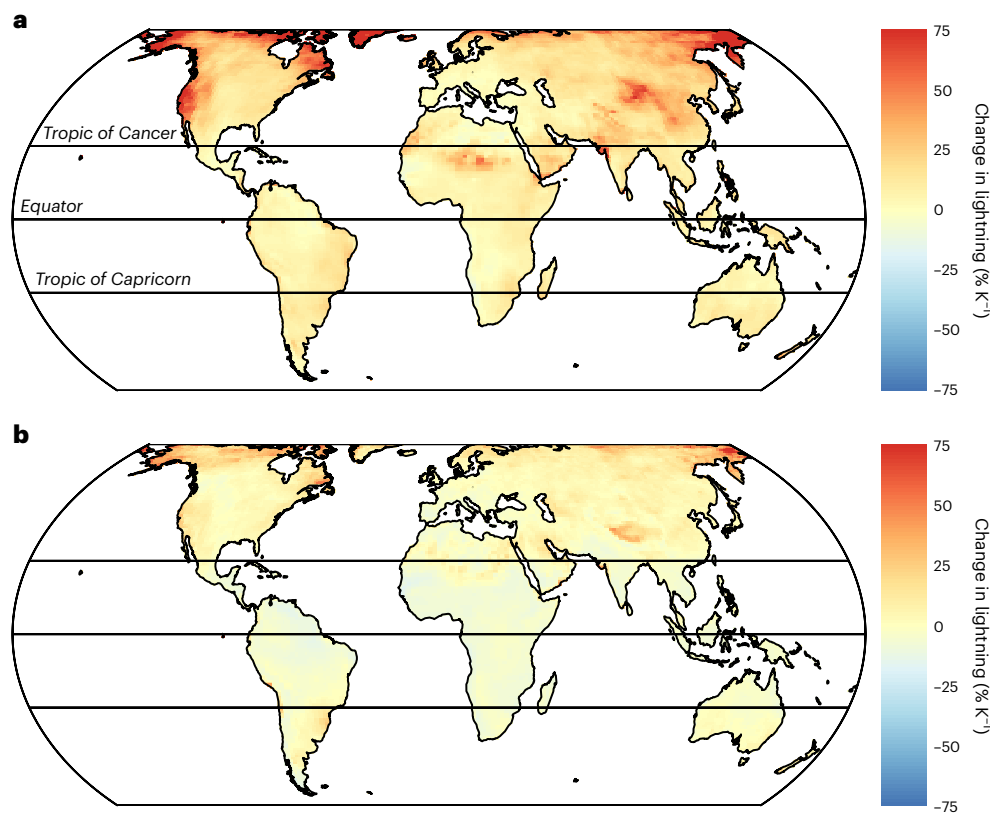 a
Tropic of Cancer
Equator
Tropic of Capricorn
75
50
25
0
−25
−50
−75
Change in lightning (% K⁻¹)
b
75
50
25
0
−25
−50
−75
Change in lightning (% K⁻¹)